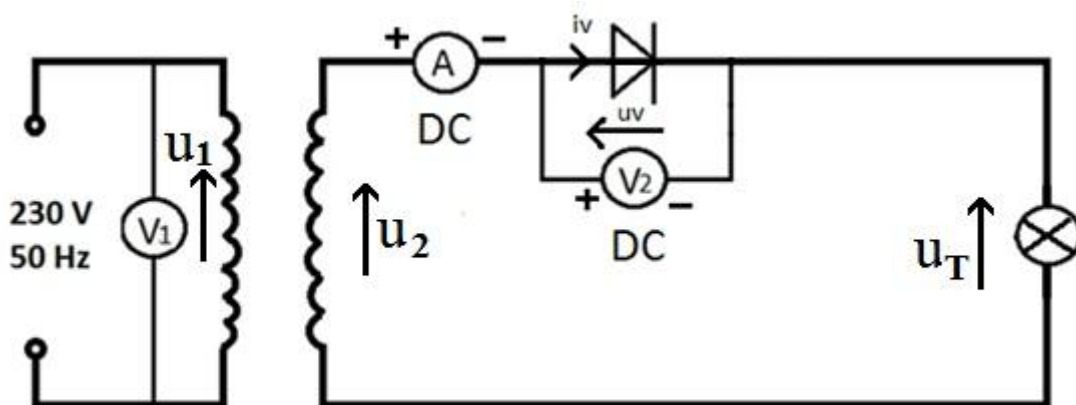 iv
+ A −
DC
uv
u1
u2
+ V2 −
DC
230 V
50 Hz
V1
uT